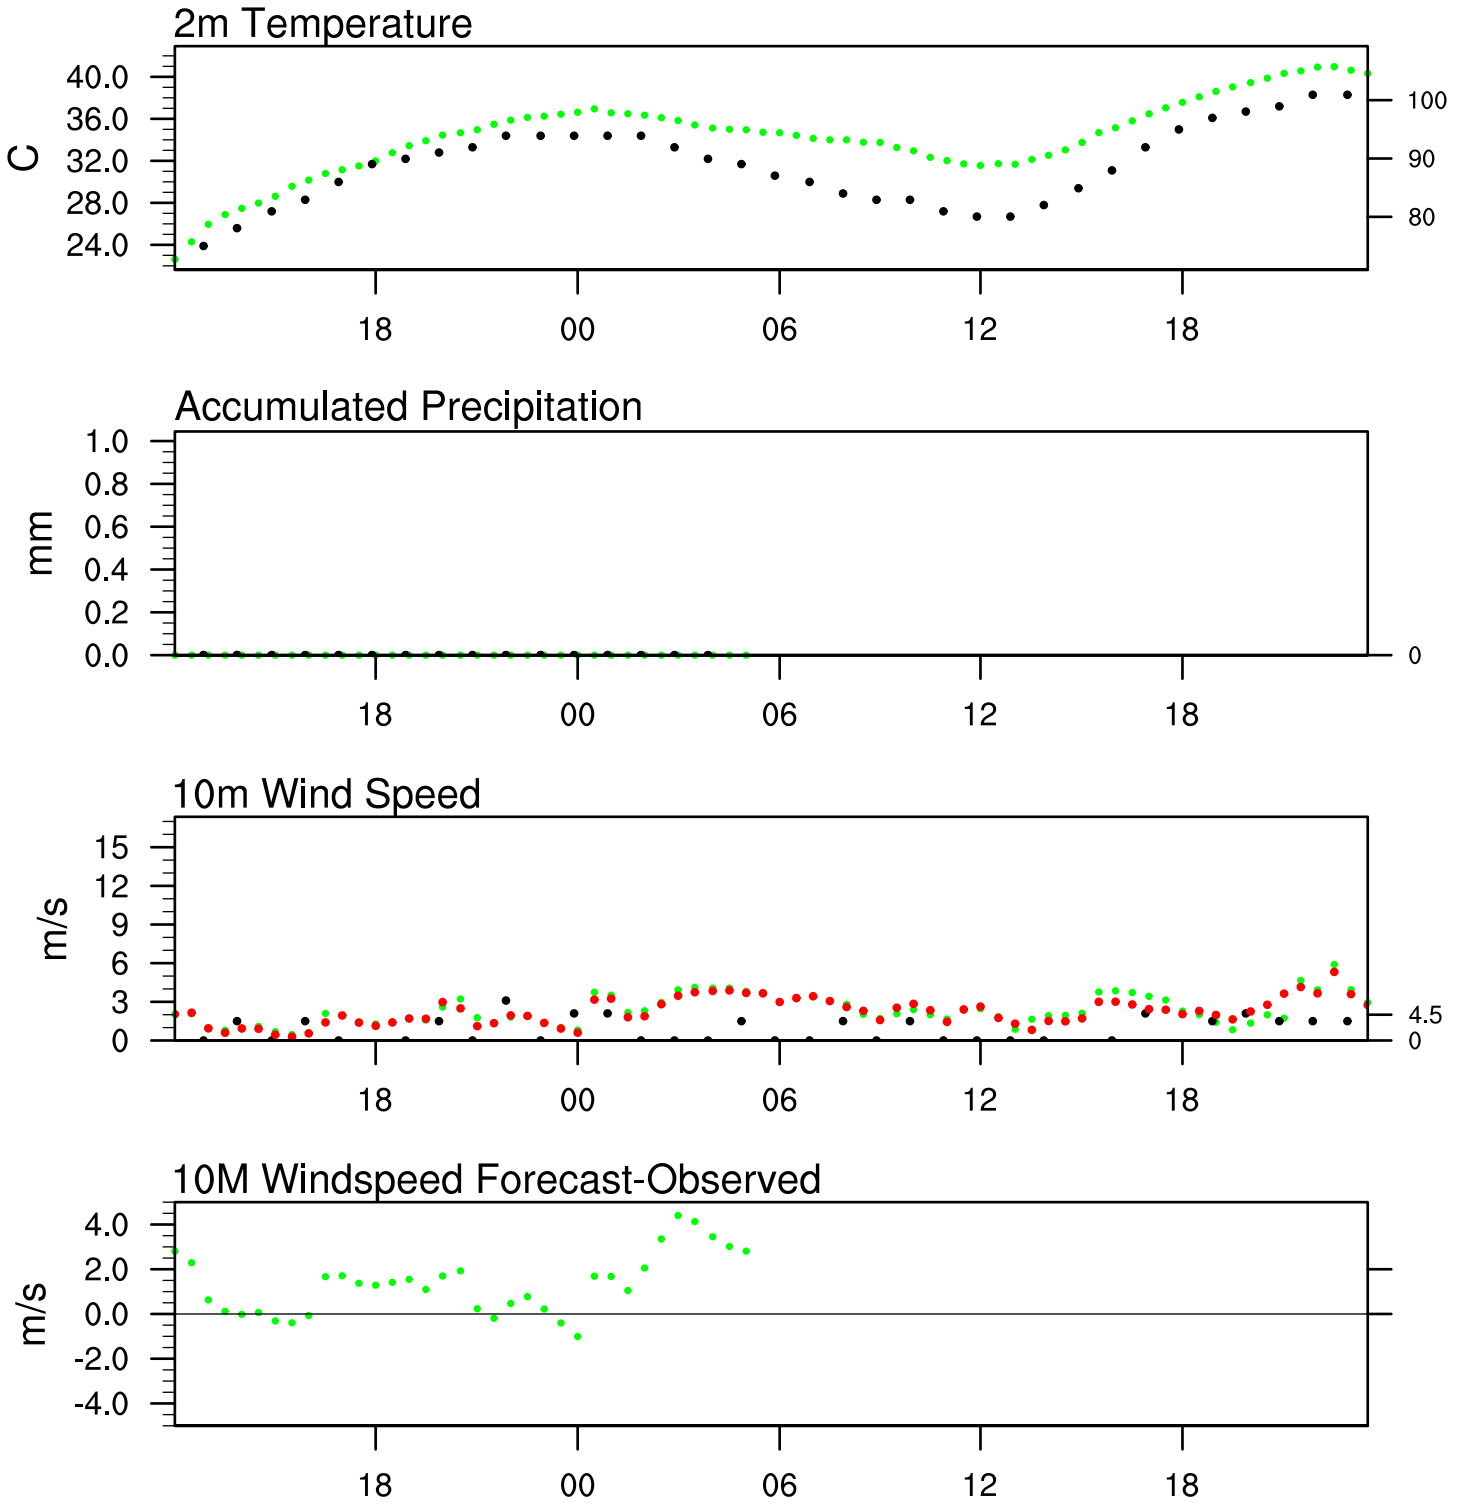 2m Temperature
40.0
36.0
32.0
28.0
24.0
C
100
90
80
18 00 06 12 18
Accumulated Precipitation
1.0
0.8
0.6
0.4
0.2
0.0
mm
0
18 00 06 12 18
10m Wind Speed
15
12
9
6
3
0
m/s
4.5
0
18 00 06 12 18
10M Windspeed Forecast-Observed
4.0
2.0
0.0
-2.0
-4.0
m/s
18 00 06 12 18